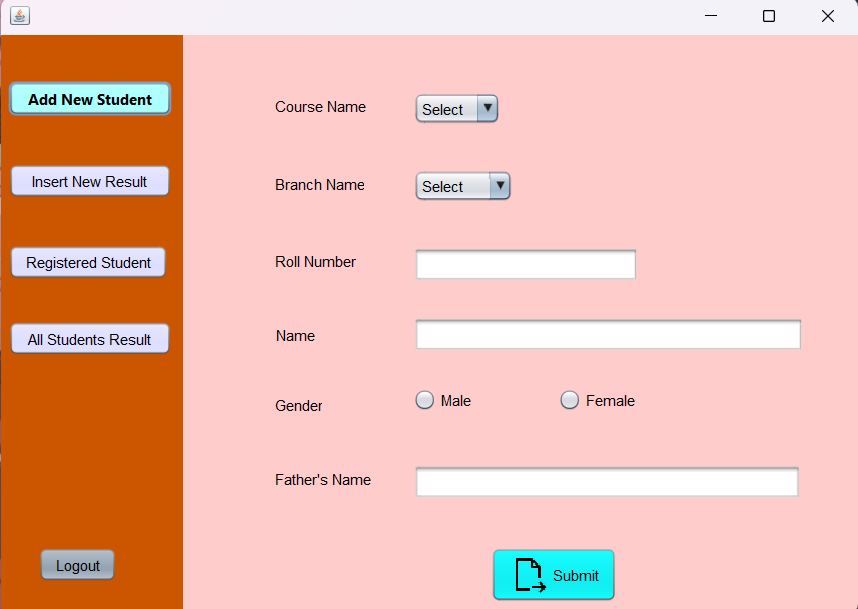 Add New Student
Insert New Result
Registered Student
All Students Result
Logout
Course Name
Select
Branch Name
Select
Roll Number
Name
Gender
Male
Female
Father's Name
Submit